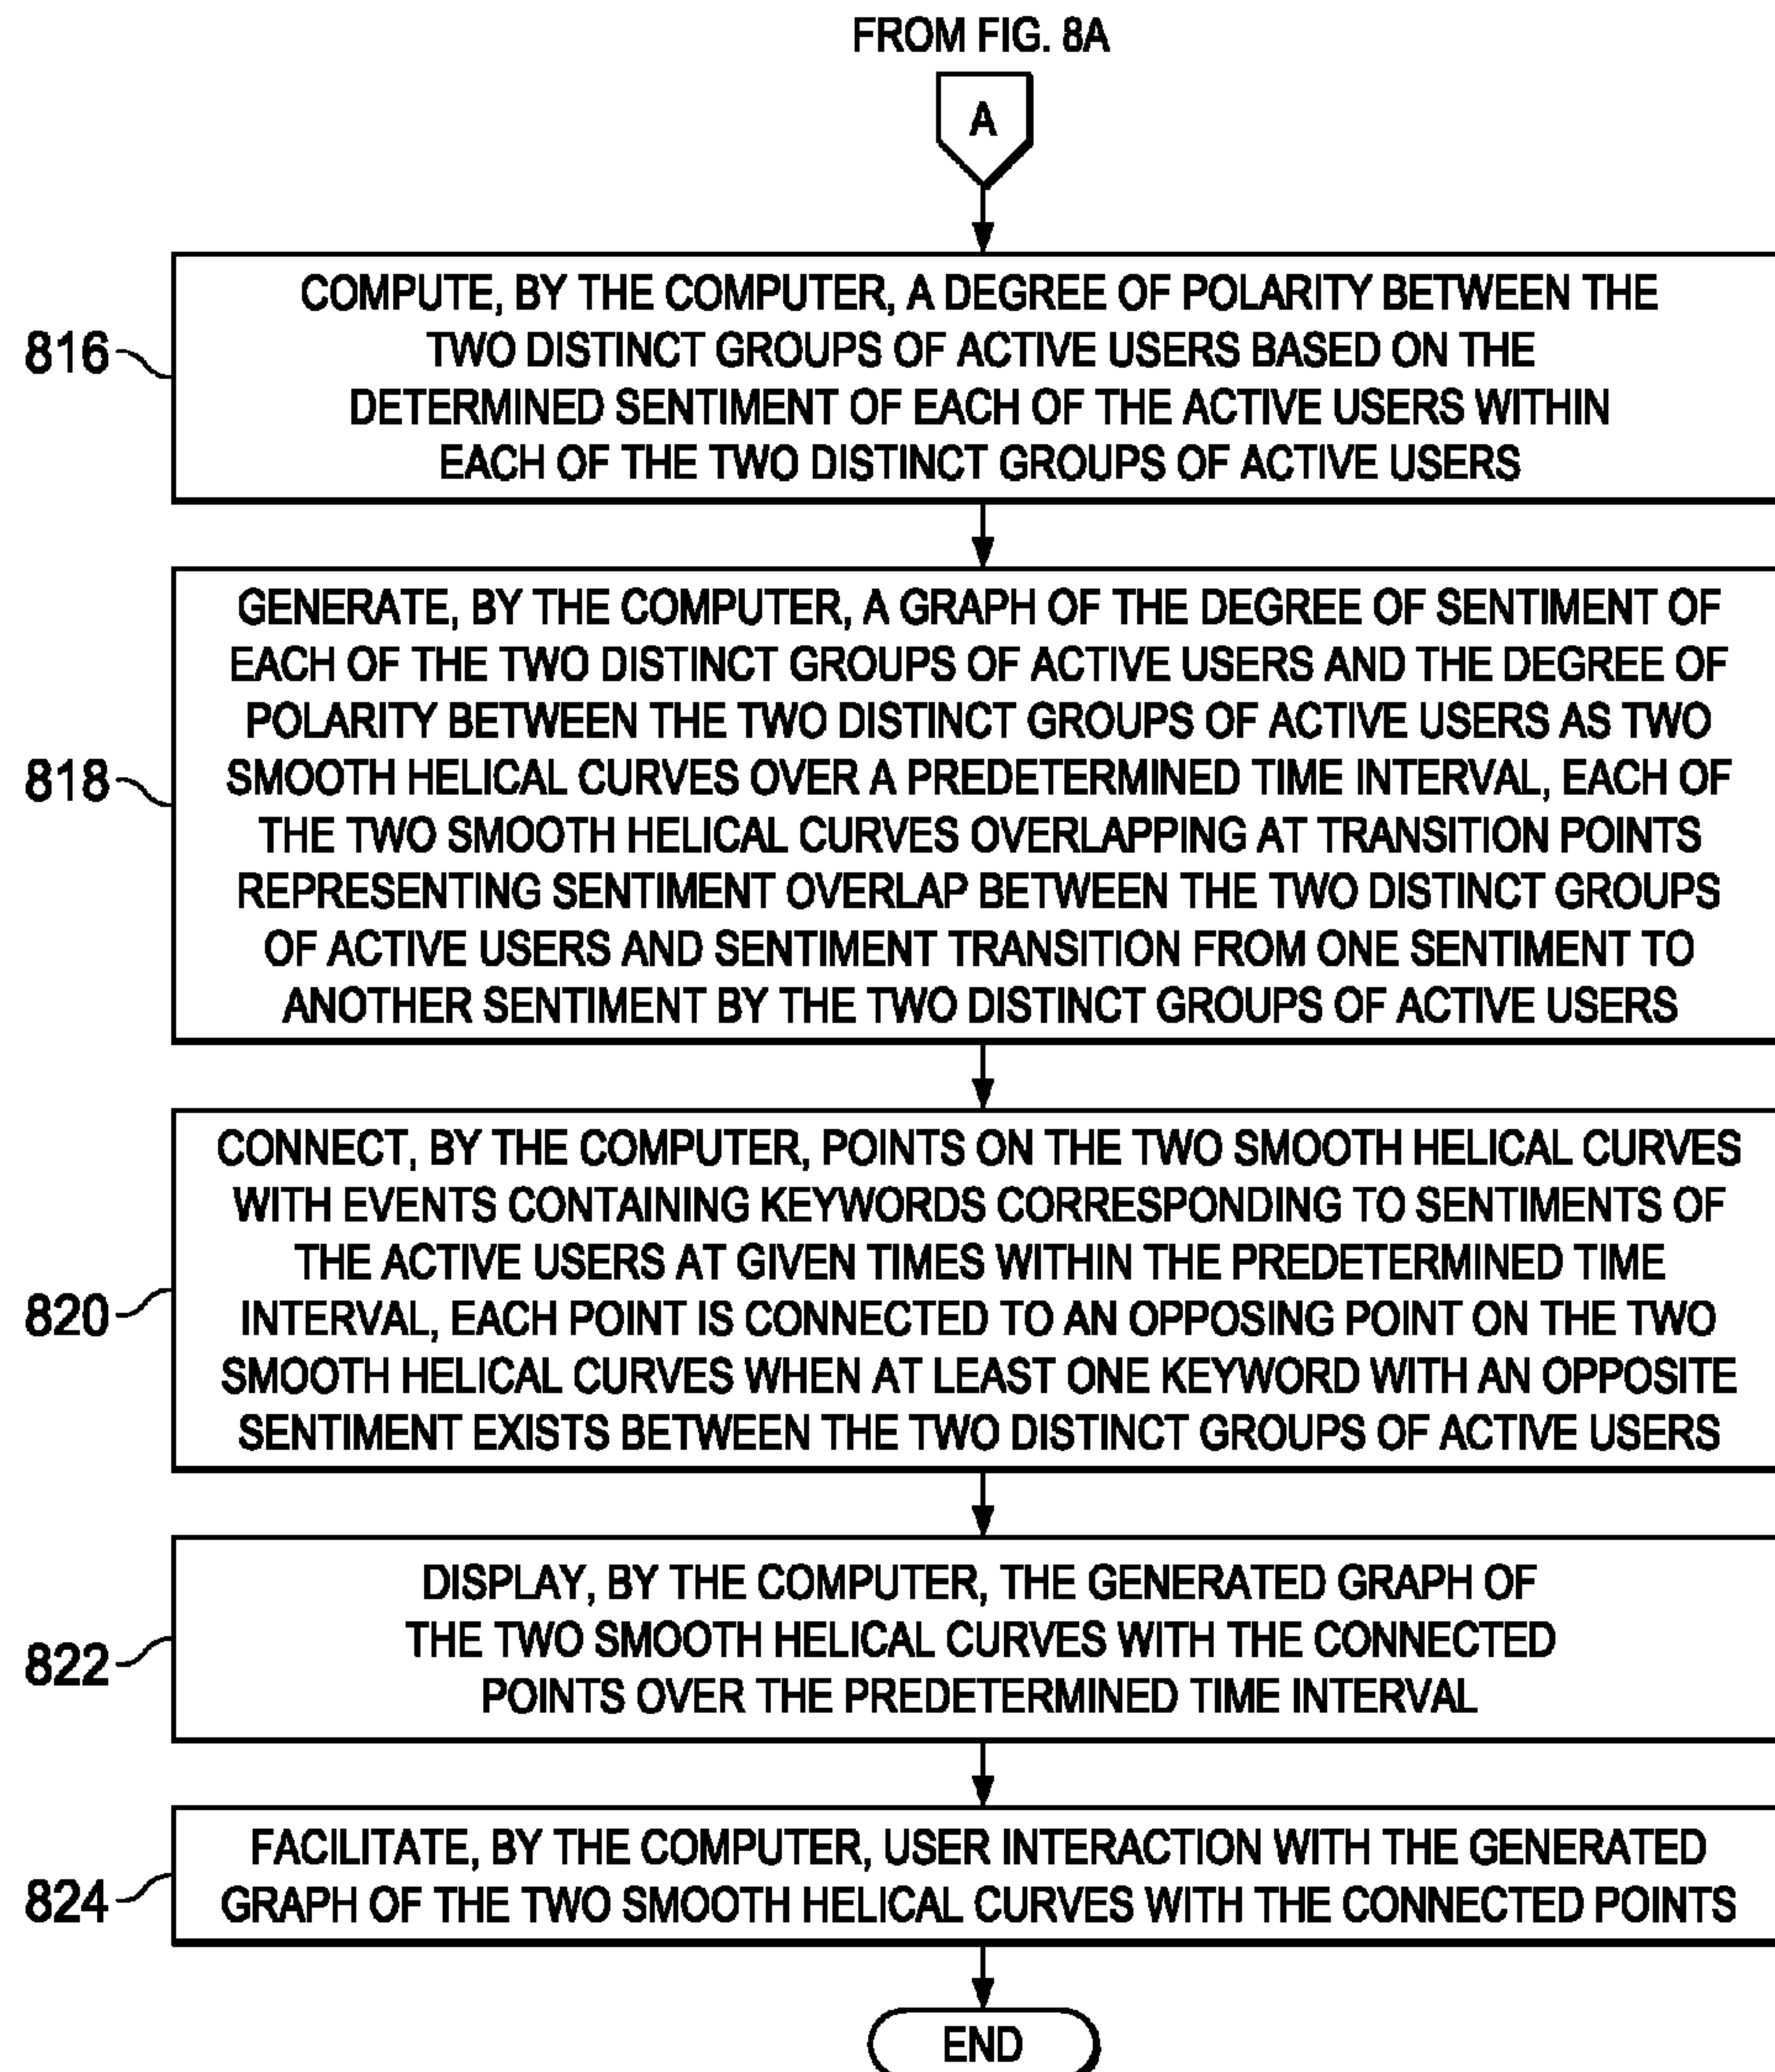 FROM FIG. 8A
A
816
COMPUTE, BY THE COMPUTER, A DEGREE OF POLARITY BETWEEN THE
TWO DISTINCT GROUPS OF ACTIVE USERS BASED ON THE
DETERMINED SENTIMENT OF EACH OF THE ACTIVE USERS WITHIN
EACH OF THE TWO DISTINCT GROUPS OF ACTIVE USERS
818
GENERATE, BY THE COMPUTER, A GRAPH OF THE DEGREE OF SENTIMENT OF
EACH OF THE TWO DISTINCT GROUPS OF ACTIVE USERS AND THE DEGREE OF
POLARITY BETWEEN THE TWO DISTINCT GROUPS OF ACTIVE USERS AS TWO
SMOOTH HELICAL CURVES OVER A PREDETERMINED TIME INTERVAL, EACH OF
THE TWO SMOOTH HELICAL CURVES OVERLAPPING AT TRANSITION POINTS
REPRESENTING SENTIMENT OVERLAP BETWEEN THE TWO DISTINCT GROUPS
OF ACTIVE USERS AND SENTIMENT TRANSITION FROM ONE SENTIMENT TO
ANOTHER SENTIMENT BY THE TWO DISTINCT GROUPS OF ACTIVE USERS
820
CONNECT, BY THE COMPUTER, POINTS ON THE TWO SMOOTH HELICAL CURVES
WITH EVENTS CONTAINING KEYWORDS CORRESPONDING TO SENTIMENTS OF
THE ACTIVE USERS AT GIVEN TIMES WITHIN THE PREDETERMINED TIME
INTERVAL, EACH POINT IS CONNECTED TO AN OPPOSING POINT ON THE TWO
SMOOTH HELICAL CURVES WHEN AT LEAST ONE KEYWORD WITH AN OPPOSITE
SENTIMENT EXISTS BETWEEN THE TWO DISTINCT GROUPS OF ACTIVE USERS
822
DISPLAY, BY THE COMPUTER, THE GENERATED GRAPH OF
THE TWO SMOOTH HELICAL CURVES WITH THE CONNECTED
POINTS OVER THE PREDETERMINED TIME INTERVAL
824
FACILITATE, BY THE COMPUTER, USER INTERACTION WITH THE GENERATED
GRAPH OF THE TWO SMOOTH HELICAL CURVES WITH THE CONNECTED POINTS
END